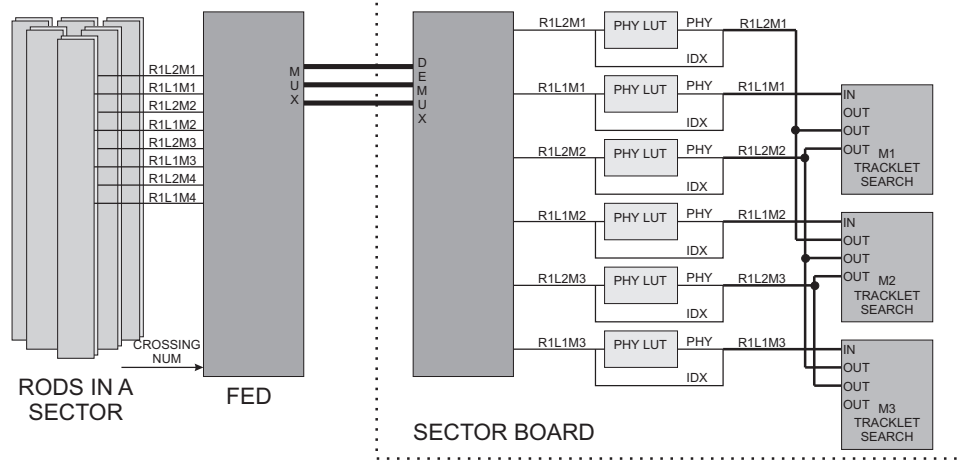 R1L2M1
R1L1M1
R1L2M2
R1L1M2
R1L2M3
R1L1M3
R1L2M4
R1L1M4
CROSSING
NUM
RODS IN A
SECTOR
MUX
FED
DEMUX
SECTOR BOARD
R1L2M1 PHY LUT PHY R1L2M1
IDX
R1L1M1 PHY LUT PHY R1L1M1
IDX
R1L2M2 PHY LUT PHY R1L2M2
IDX
R1L1M2 PHY LUT PHY R1L1M2
IDX
R1L2M3 PHY LUT PHY R1L2M3
IDX
R1L1M3 PHY LUT PHY R1L1M3
IDX
IN
OUT
OUT
OUT M1
TRACKLET
SEARCH
IN
OUT
OUT
OUT M2
TRACKLET
SEARCH
IN
OUT
OUT
OUT M3
TRACKLET
SEARCH